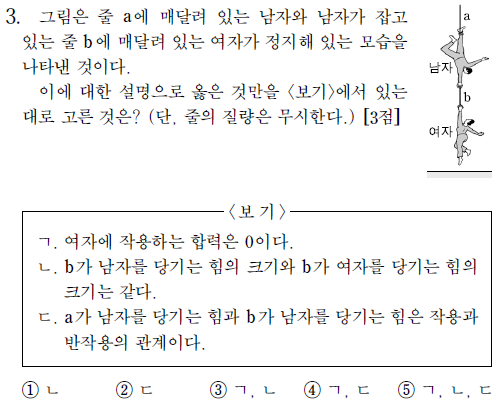 3. 그림은 줄 a에 매달려 있는 남자와 남자가 잡고
있는 줄 b에 매달려 있는 여자가 정지해 있는 모습을
나타낸 것이다.
이에 대한 설명으로 옳은 것만을 <보기>에서 있는
대로 고른 것은? (단, 줄의 질량은 무시한다.) [3점]
a
남자
b
여자
<보 기>
ㄱ. 여자에 작용하는 합력은 0이다.
ㄴ. b가 남자를 당기는 힘의 크기와 b가 여자를 당기는 힘의
크기는 같다.
ㄷ. a가 남자를 당기는 힘과 b가 남자를 당기는 힘은 작용과
반작용의 관계이다.
① ㄴ ② ㄷ ③ ㄱ, ㄴ ④ ㄱ, ㄷ ⑤ ㄱ, ㄴ, ㄷ